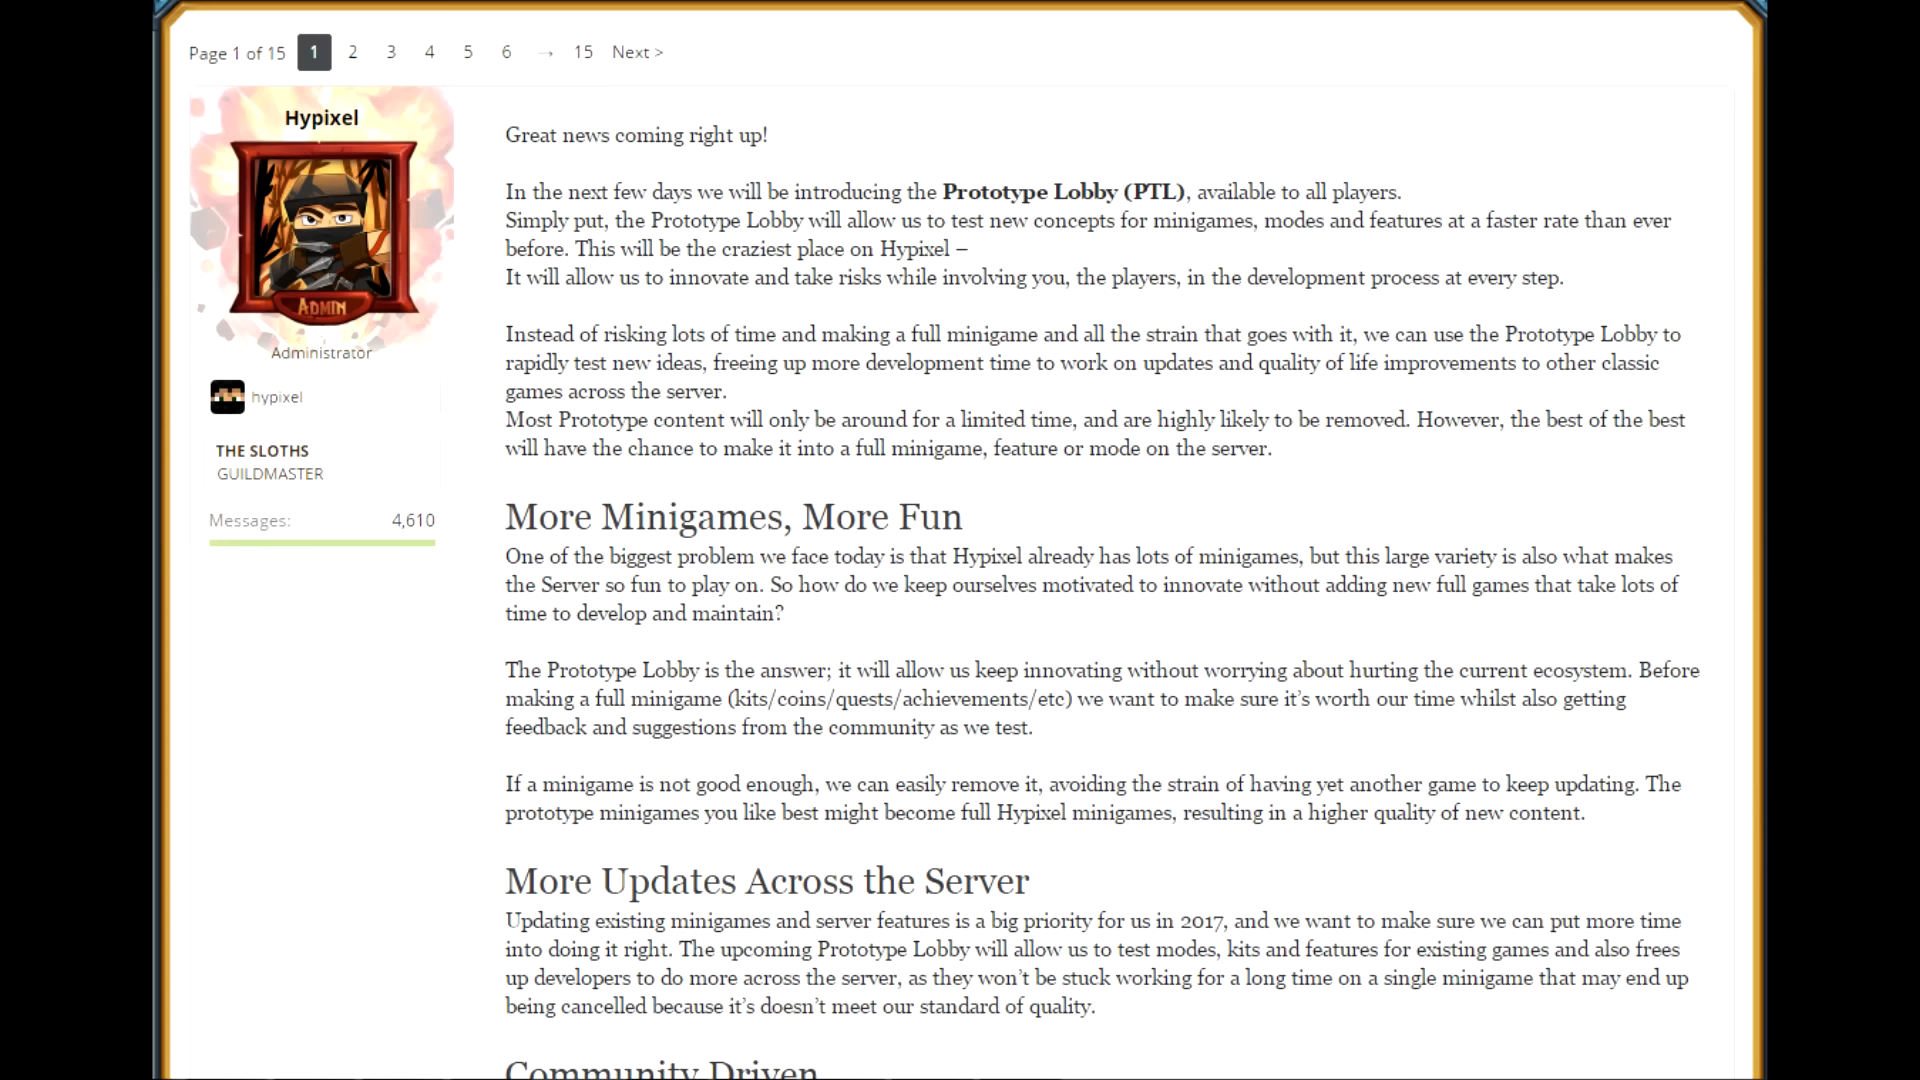 Page 1 of 15 1 2 3 4 5 6 → 15 Next >
Hypixel
ADMIN
Administrator
hypixel
THE SLOTHS
GUILDMASTER
Messages: 4,610
Great news coming right up!
In the next few days we will be introducing the Prototype Lobby (PTL), available to all players.
Simply put, the Prototype Lobby will allow us to test new concepts for minigames, modes and features at a faster rate than ever
before. This will be the craziest place on Hypixel –
It will allow us to innovate and take risks while involving you, the players, in the development process at every step.
Instead of risking lots of time and making a full minigame and all the strain that goes with it, we can use the Prototype Lobby to
rapidly test new ideas, freeing up more development time to work on updates and quality of life improvements to other classic
games across the server.
Most Prototype content will only be around for a limited time, and are highly likely to be removed. However, the best of the best
will have the chance to make it into a full minigame, feature or mode on the server.
More Minigames, More Fun
One of the biggest problem we face today is that Hypixel already has lots of minigames, but this large variety is also what makes
the Server so fun to play on. So how do we keep ourselves motivated to innovate without adding new full games that take lots of
time to develop and maintain?
The Prototype Lobby is the answer; it will allow us keep innovating without worrying about hurting the current ecosystem. Before
making a full minigame (kits/coins/quests/achievements/etc) we want to make sure it's worth our time whilst also getting
feedback and suggestions from the community as we test.
If a minigame is not good enough, we can easily remove it, avoiding the strain of having yet another game to keep updating. The
prototype minigames you like best might become full Hypixel minigames, resulting in a higher quality of new content.
More Updates Across the Server
Updating existing minigames and server features is a big priority for us in 2017, and we want to make sure we can put more time
into doing it right. The upcoming Prototype Lobby will allow us to test modes, kits and features for existing games and also frees
up developers to do more across the server, as they won't be stuck working for a long time on a single minigame that may end up
being cancelled because it's doesn't meet our standard of quality.
Community Driven